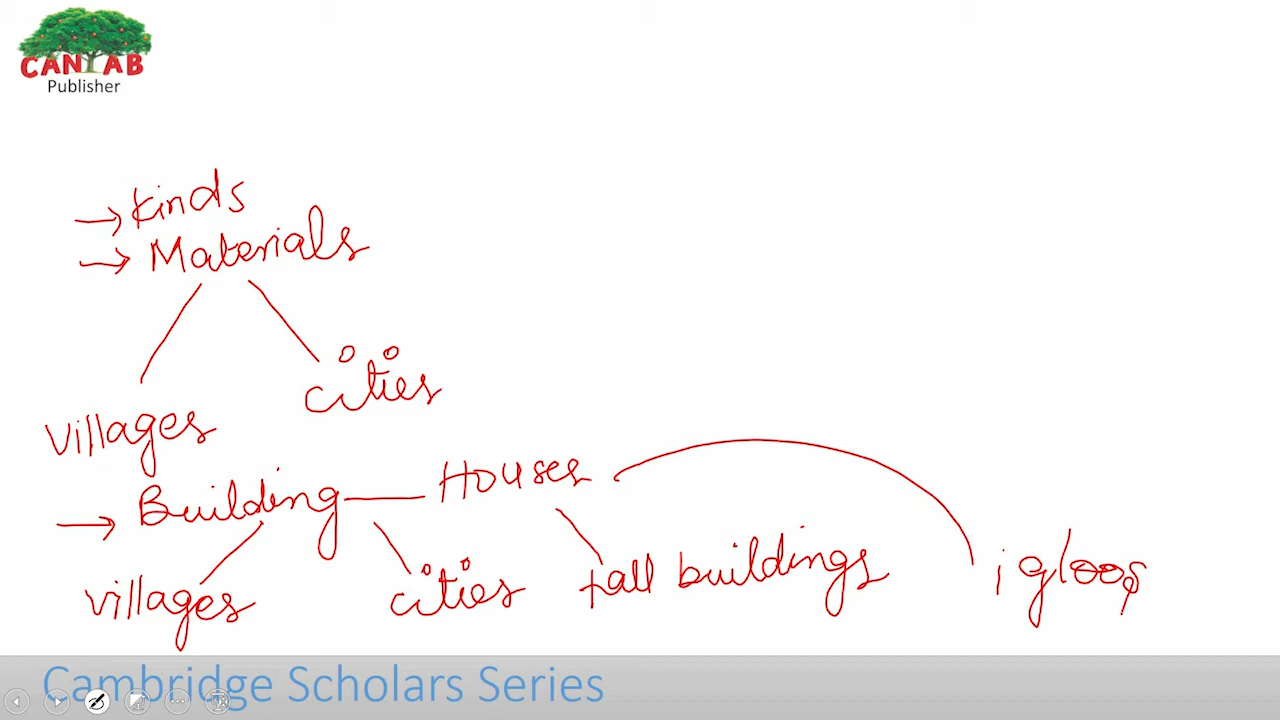 CANTAB
Publisher
→ Kinds
→ Materials
villages cities
→ Building — Houses
villages cities tall buildings igloos
Cambridge Scholars Series